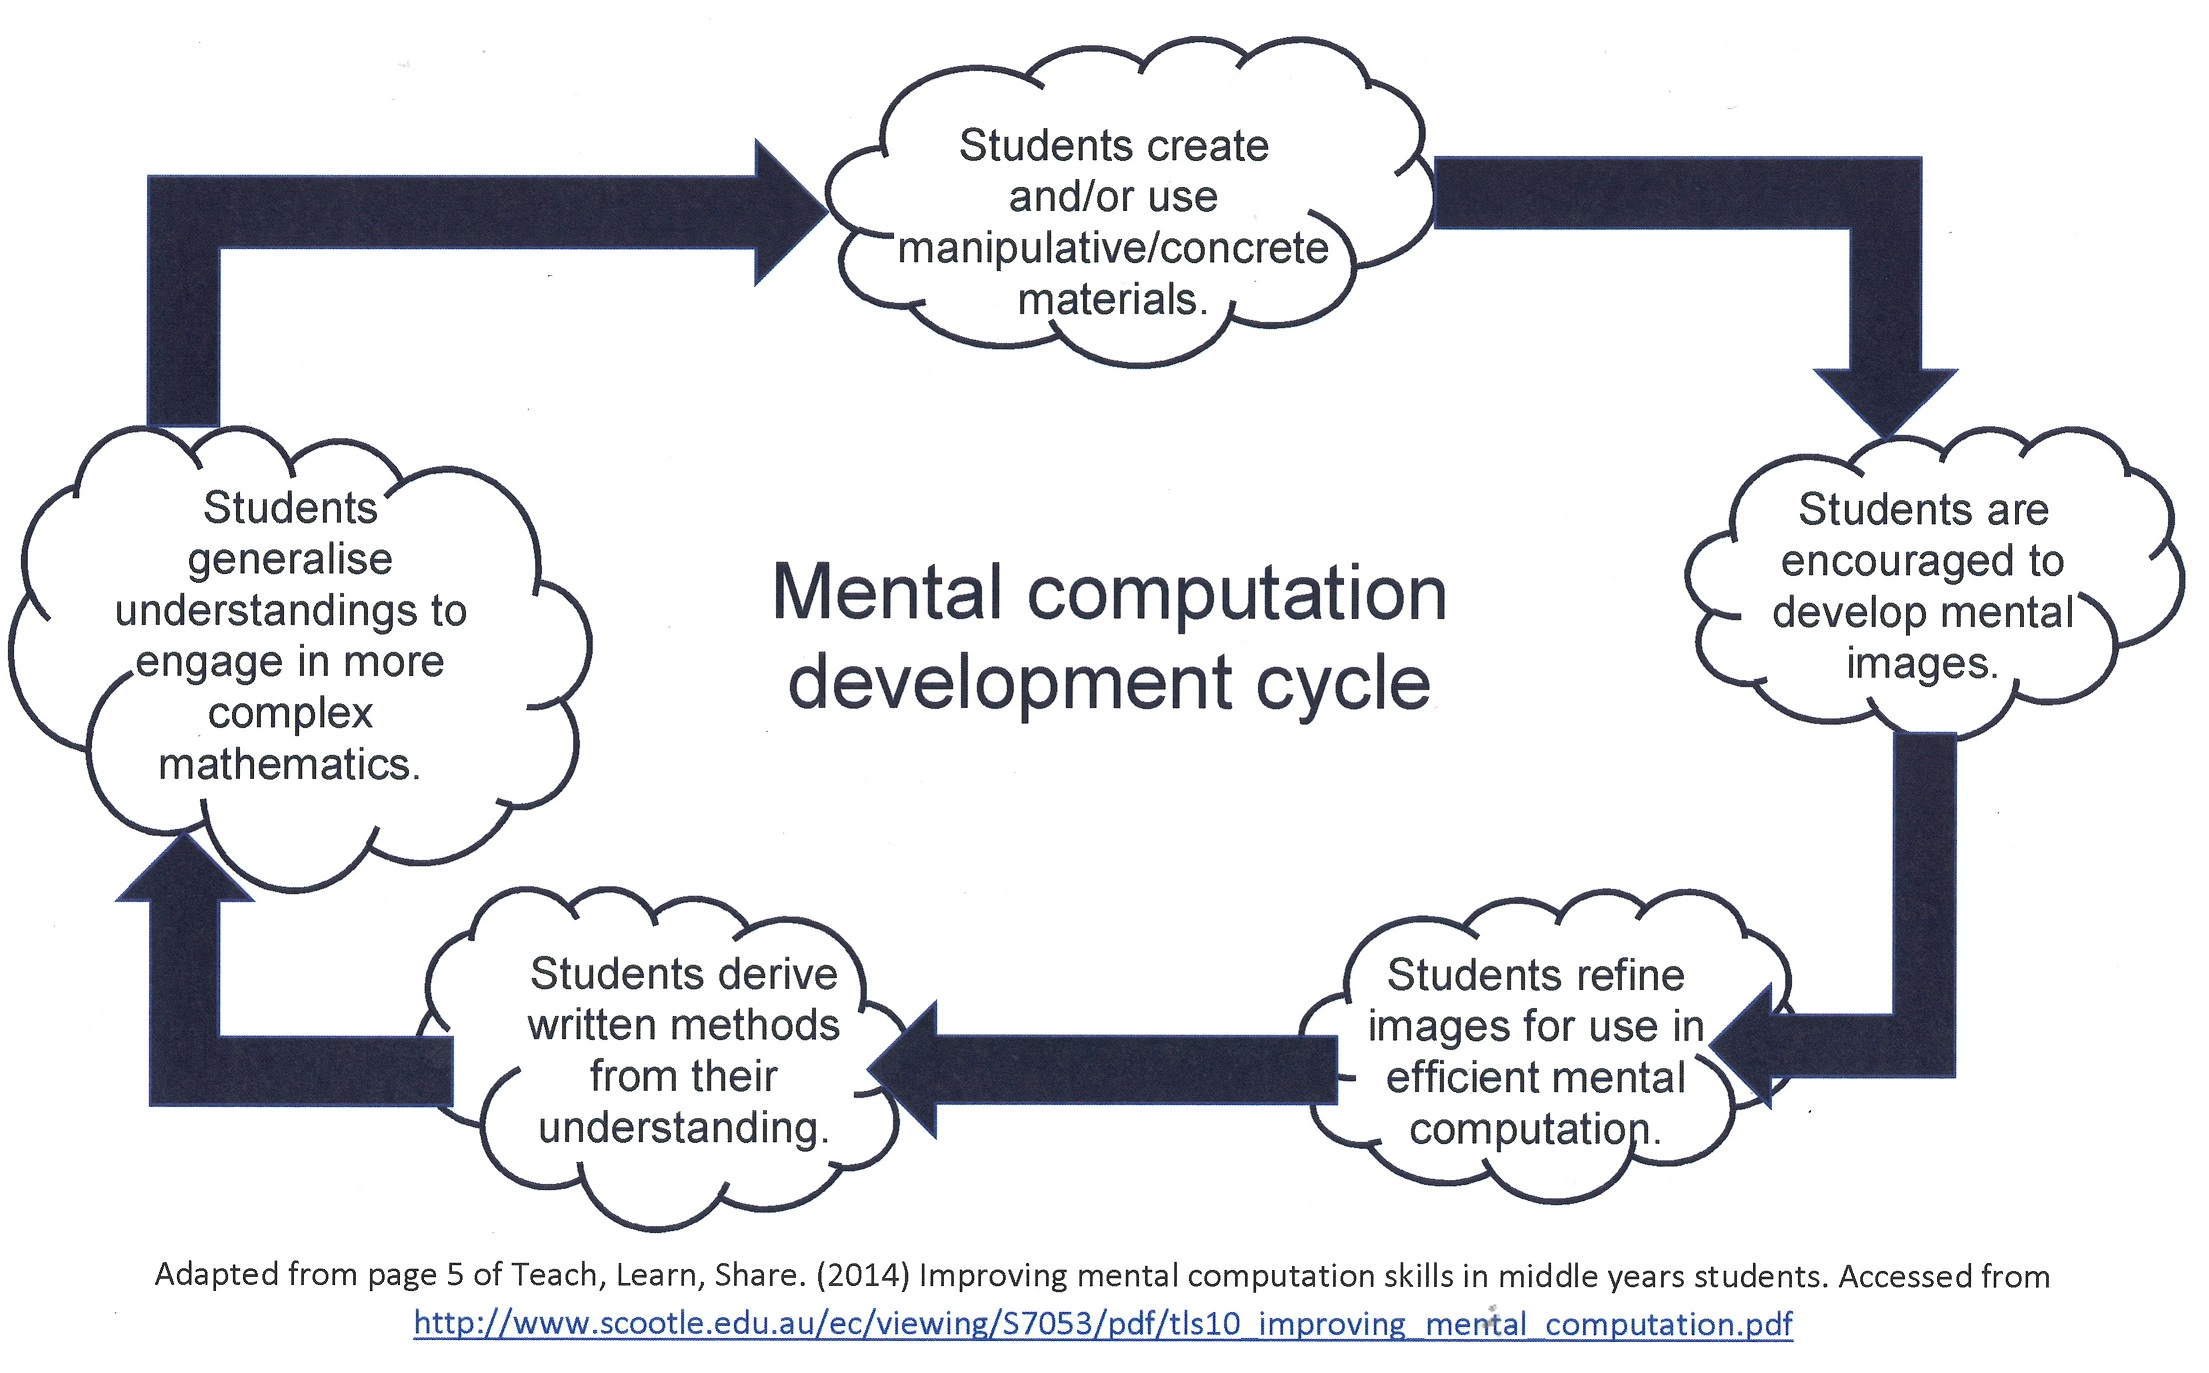 Students create
and/or use
manipulative/concrete
materials.
Students are
encouraged to
develop mental
images.
Students refine
images for use in
efficient mental
computation.
Students derive
written methods
from their
understanding.
Students
generalise
understandings to
engage in more
complex
mathematics.
Mental computation
development cycle
Adapted from page 5 of Teach, Learn, Share. (2014) Improving mental computation skills in middle years students. Accessed from
http://www.scootle.edu.au/ec/viewing/S7053/pdf/tls10_improving_mental_computation.pdf